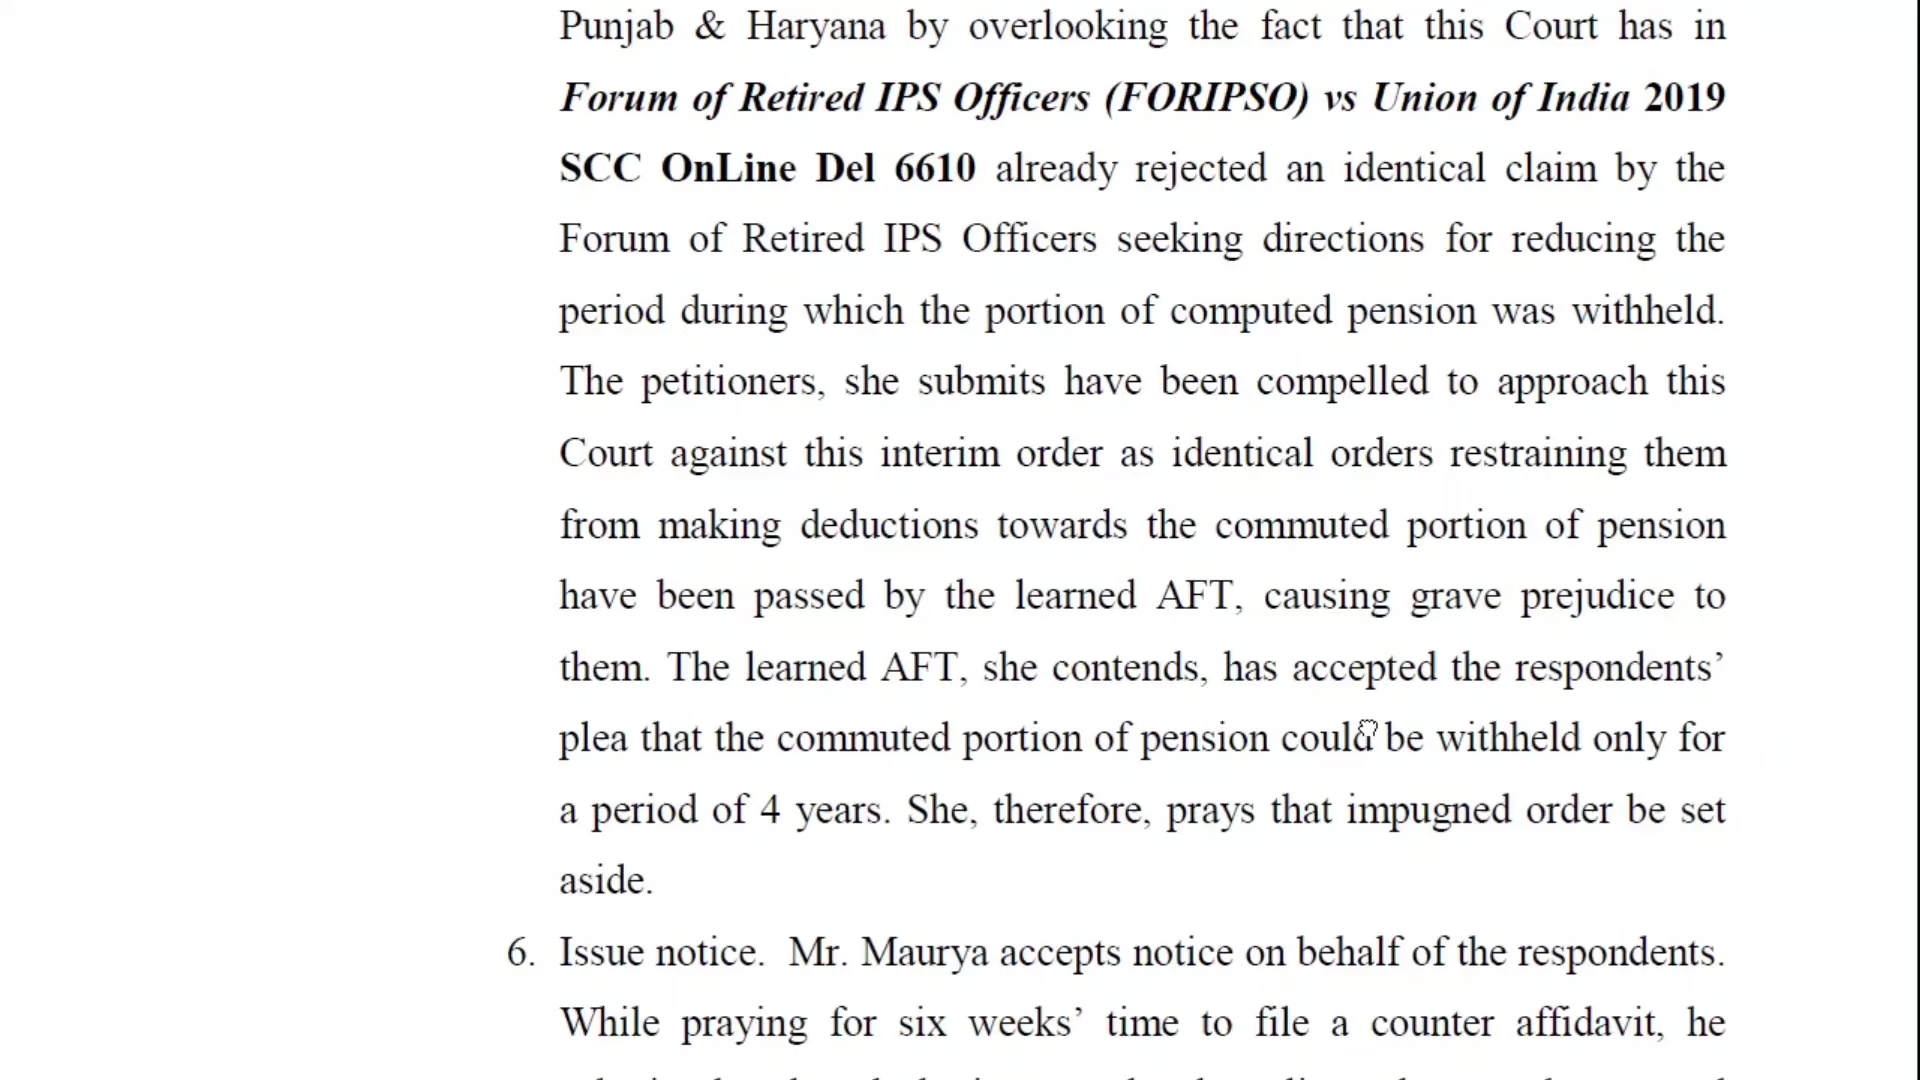 Punjab & Haryana by overlooking the fact that this Court has in
Forum of Retired IPS Officers (FORIPSO) vs Union of India 2019
SCC OnLine Del 6610 already rejected an identical claim by the
Forum of Retired IPS Officers seeking directions for reducing the
period during which the portion of computed pension was withheld.
The petitioners, she submits have been compelled to approach this
Court against this interim order as identical orders restraining them
from making deductions towards the commuted portion of pension
have been passed by the learned AFT, causing grave prejudice to
them. The learned AFT, she contends, has accepted the respondents’
plea that the commuted portion of pension could be withheld only for
a period of 4 years. She, therefore, prays that impugned order be set
aside.
6. Issue notice. Mr. Maurya accepts notice on behalf of the respondents.
While praying for six weeks’ time to file a counter affidavit, he